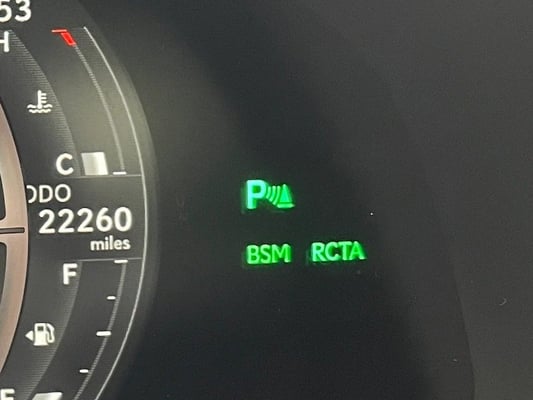 53
H
C
ODO
22260
miles
F
E
P
BSM RCTA